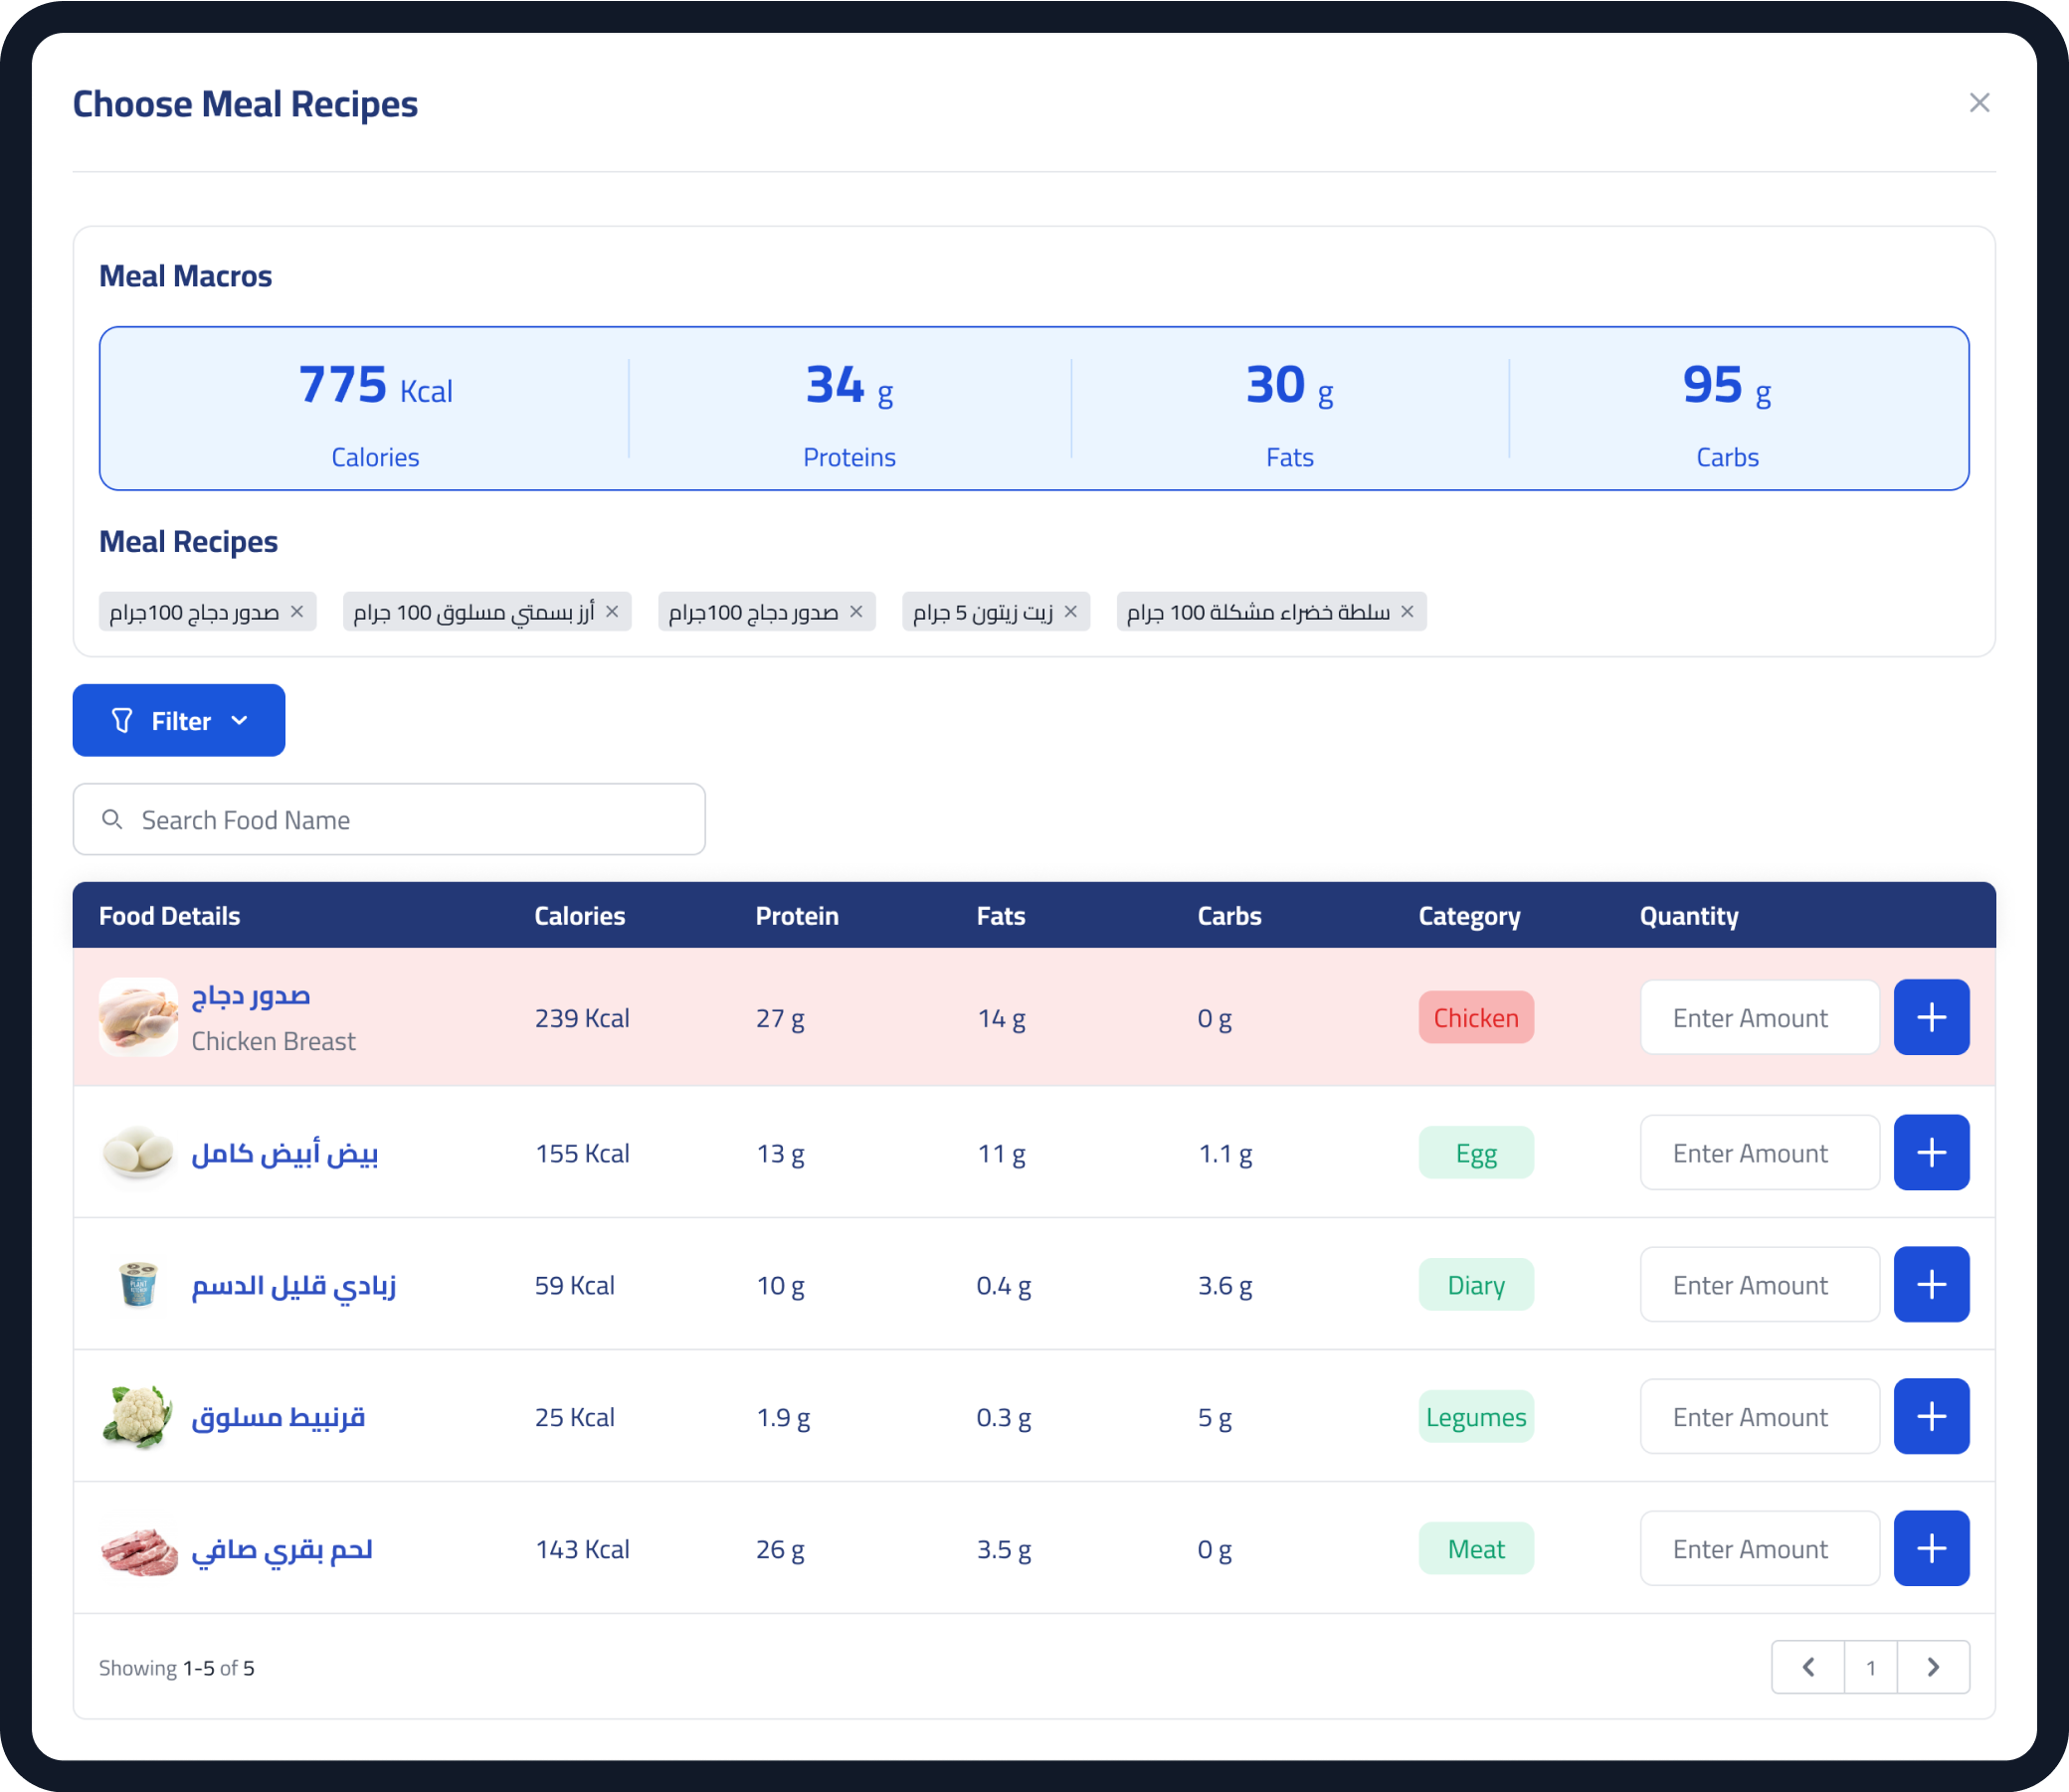 Choose Meal Recipes
Meal Macros
775 Kcal
Calories
34 g
Proteins
30 g
Fats
95 g
Carbs
Meal Recipes
صدور دجاج 100جرام
أرز بسمتي مسلوق 100 جرام
صدور دجاج 100جرام
زيت زيتون 5 جرام
سلطة خضراء مشكلة 100 جرام
Filter
Search Food Name
Food Details Calories Protein Fats Carbs Category Quantity
صدور دجاج
Chicken Breast
239 Kcal 27 g 14 g 0 g Chicken Enter Amount
بيض أبيض كامل
155 Kcal 13 g 11 g 1.1 g Egg Enter Amount
زبادي قليل الدسم
59 Kcal 10 g 0.4 g 3.6 g Diary Enter Amount
قرنبيط مسلوق
25 Kcal 1.9 g 0.3 g 5 g Legumes Enter Amount
لحم بقري صافي
143 Kcal 26 g 3.5 g 0 g Meat Enter Amount
Showing 1-5 of 5
1